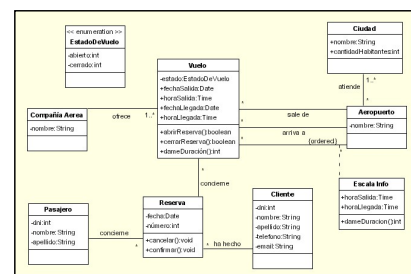 << enumeration >>
EstadoDeVuelo
-abierto:int
-cerrado:int
Ciudad
+nombre:String
+cantidadHabitantes:int
1..*
atiende
*
Vuelo
-estado:EstadoDeVuelo
+fechaSalida:Date
+horaSalida:Time
+fechaLlegada:Date
+horaLlegada:Time
+abrirReserva():boolean
+cerrarReserva():boolean
+dameDuración():int
Compañía Aerea
-nombre:String
ofrece
1..*
*
sale de
*
arriva a
*
{ordered}
Aeropuerto
-nombre:String
Escala Info
+horaSalida:Time
+horaLlegada:Time
+dameDuracion()int
*
concierne
Reserva
-fecha:Date
-número:int
+cancelar():void
+confirmar():void
Pasajero
-dni:int
-nombre:String
-apellido:String
concierne
*
* ha hecho
Cliente
-dni:int
-nombre:String
-apellido:String
-telefono:String
-email:String